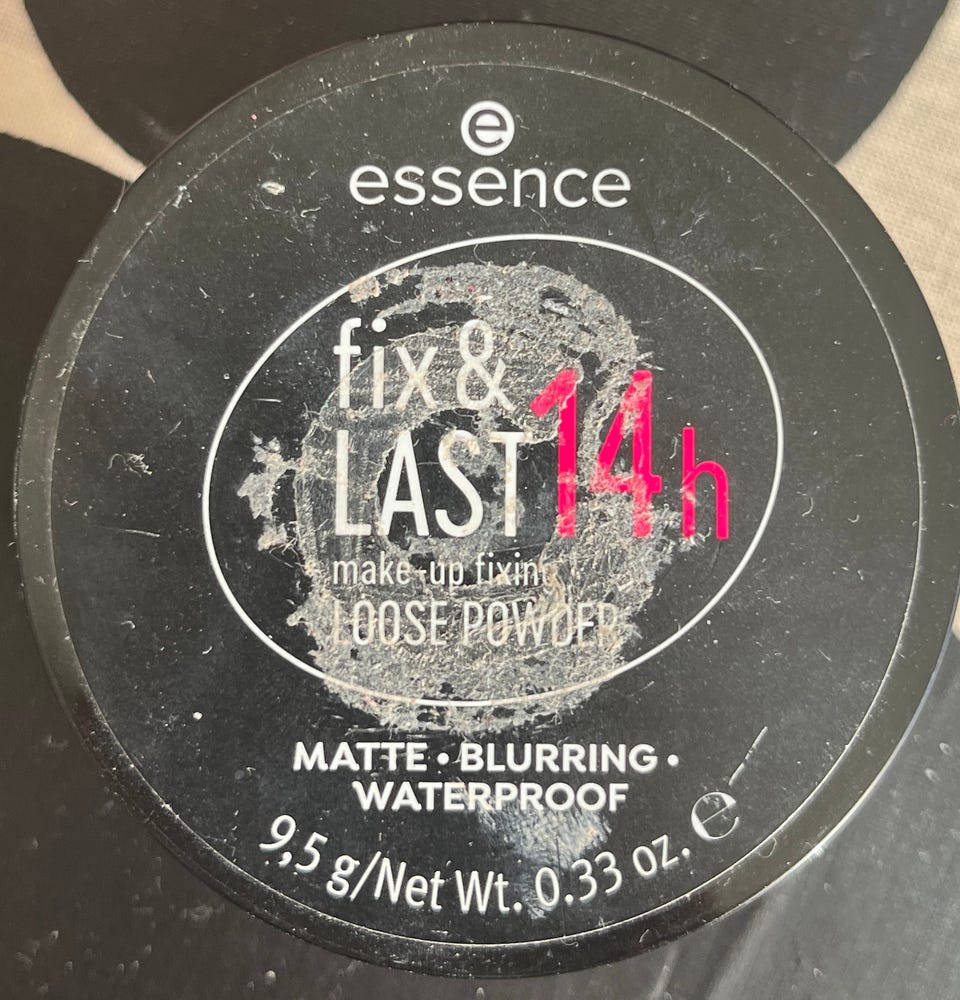 e
essence
fix &
LAST 14h
make-up fixing
LOOSE POWDER
MATTE • BLURRING •
WATERPROOF
9,5 g/Net Wt. 0.33 oz. ℮